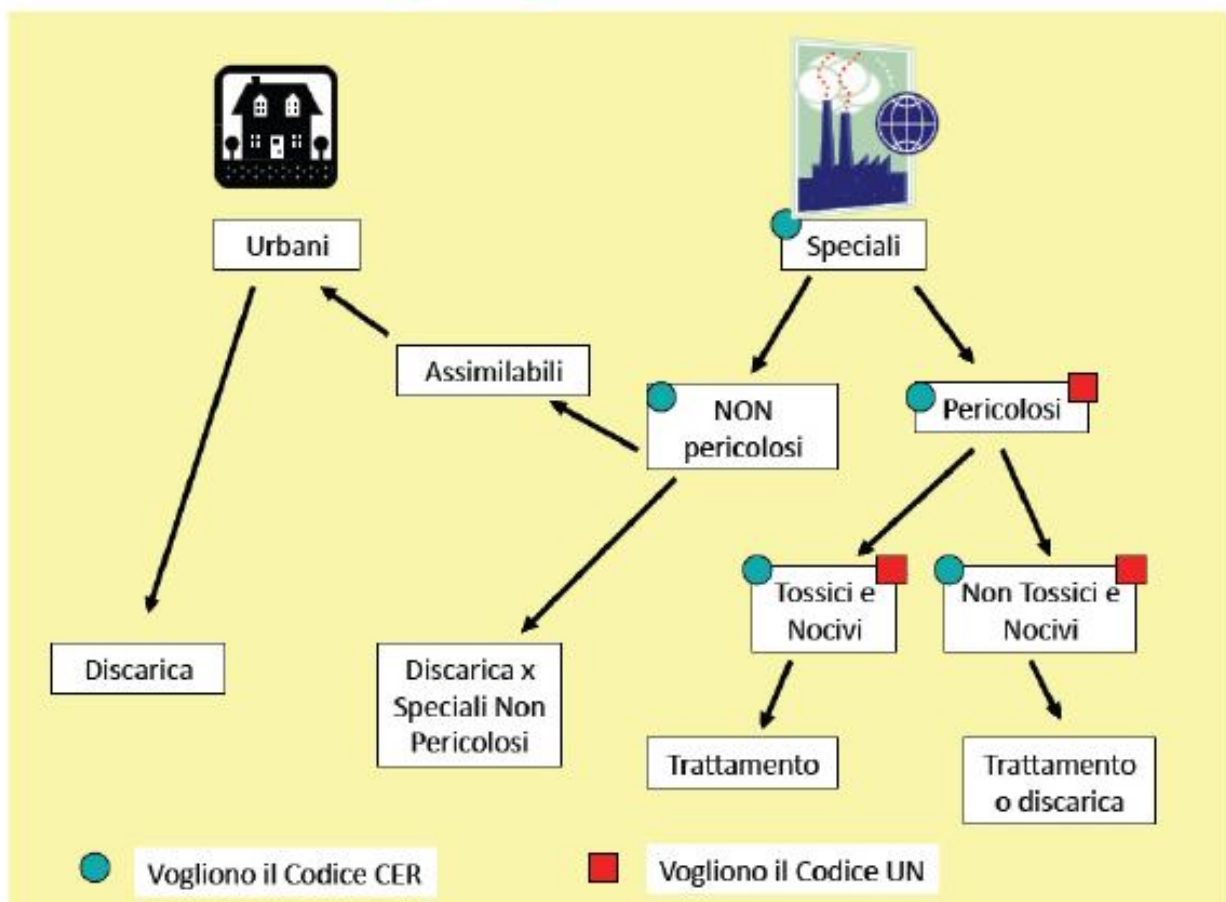 Urbani
Speciali
Assimilabili
NON
pericolosi
Pericolosi
Tossici e
Nocivi
Non Tossici e
Nocivi
Discarica
Discarica x
Speciali Non
Pericolosi
Trattamento
Trattamento
o discarica
Vogliono il Codice CER
Vogliono il Codice UN